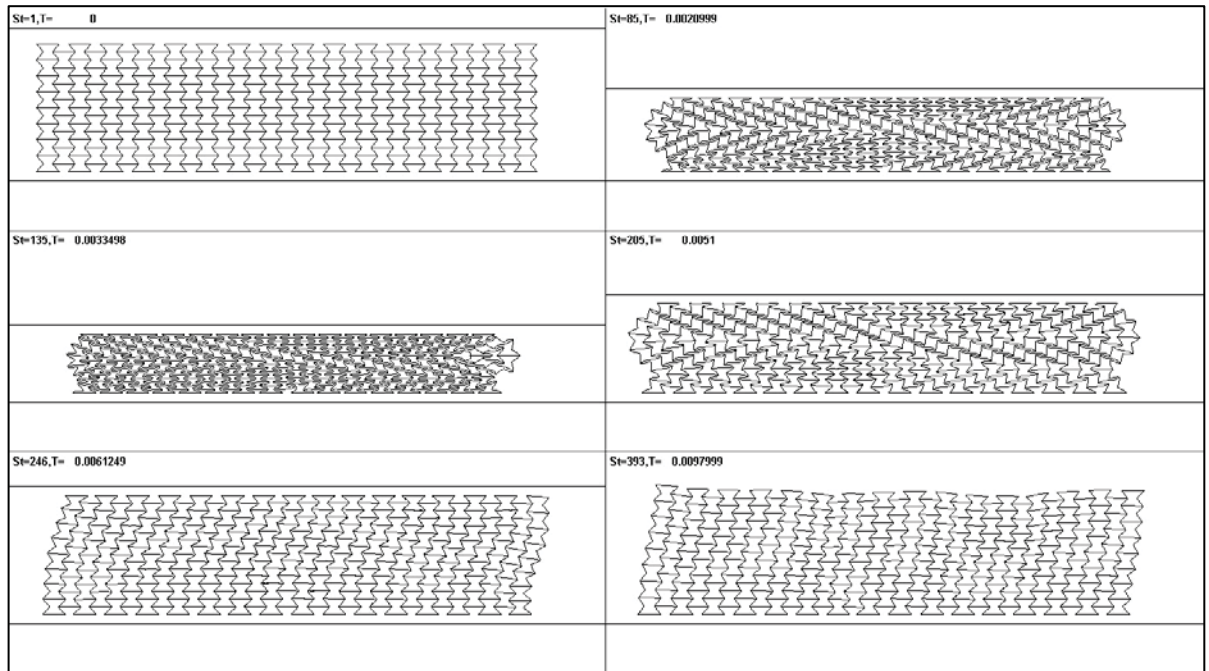 St=1,T= 0
St=85,T= 0.0020999
St=135,T= 0.0033498
St=205,T= 0.0051
St=246,T= 0.0061249
St=393,T= 0.0097999